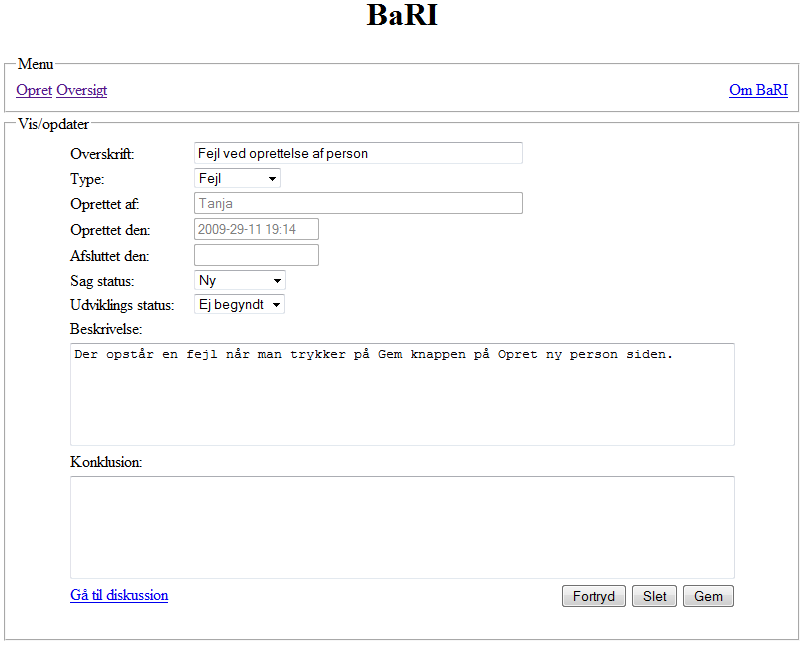 BaRI
Menu
Opret Oversigt Om BaRI
Vis/opdater
Overskrift: Fejl ved oprettelse af person
Type: Fejl
Oprettet af: Tanja
Oprettet den: 2009-29-11 19:14
Afsluttet den:
Sag status: Ny
Udviklings status: Ej begyndt
Beskrivelse:
Der opstår en fejl når man trykker på Gem knappen på Opret ny person siden.
Konklusion:
Gå til diskussion Fortryd Slet Gem